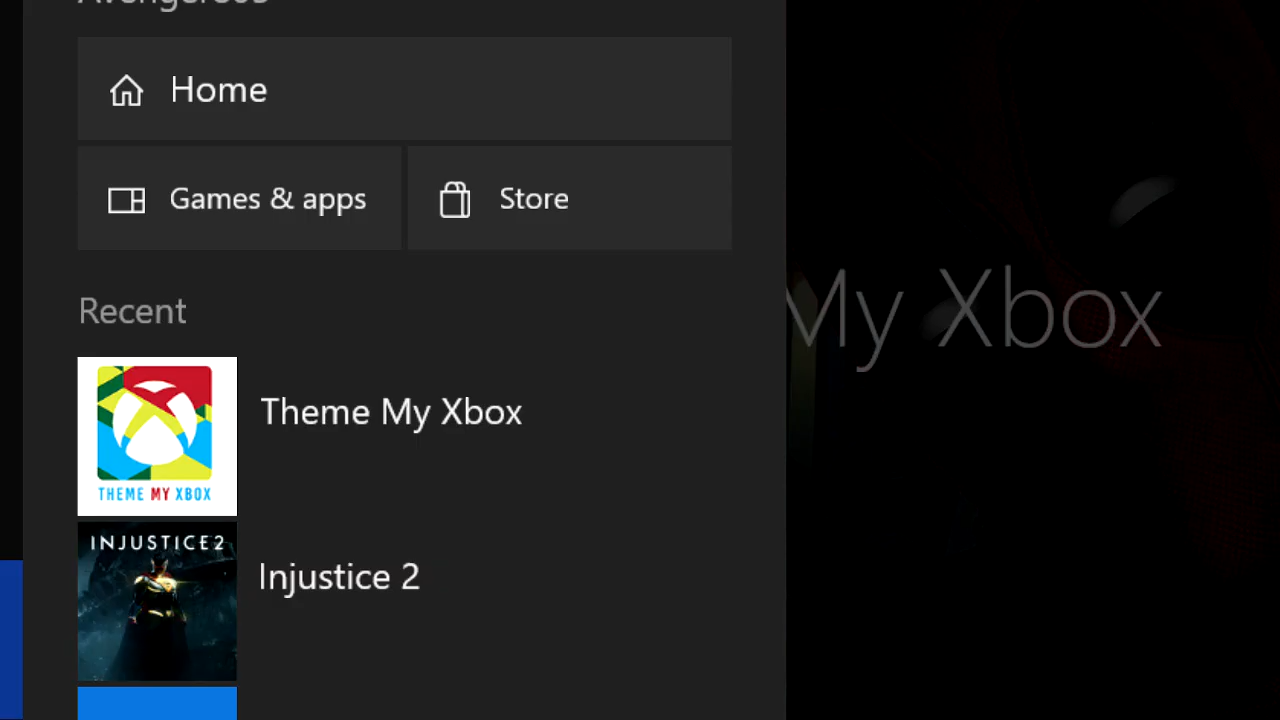 Home
Games & apps
Store
My Xbox
Recent
Theme My Xbox
THEME MY XBOX
INJUSTICE 2
Injustice 2